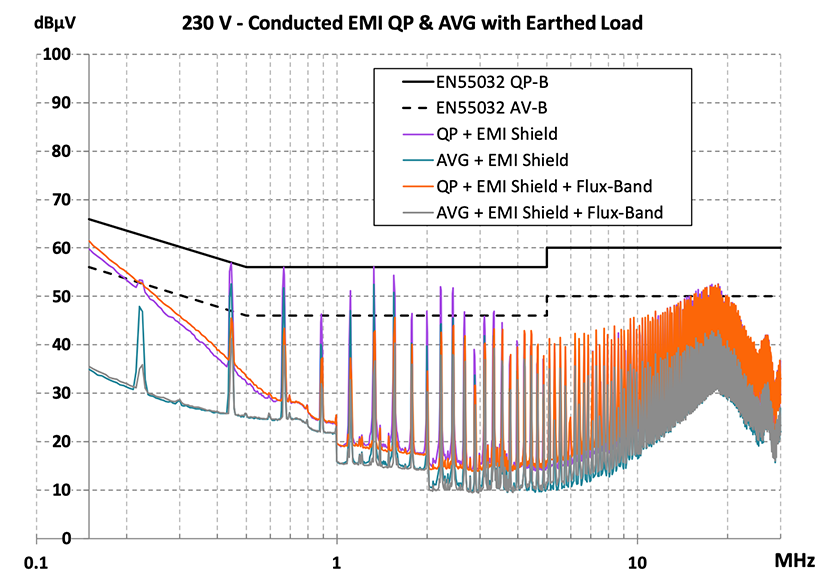 dBµV
230 V - Conducted EMI QP & AVG with Earthed Load
100
90
80
70
60
50
40
30
20
10
0
EN55032 QP-B
EN55032 AV-B
QP + EMI Shield
AVG + EMI Shield
QP + EMI Shield + Flux-Band
AVG + EMI Shield + Flux-Band
0.1
1
10
MHz